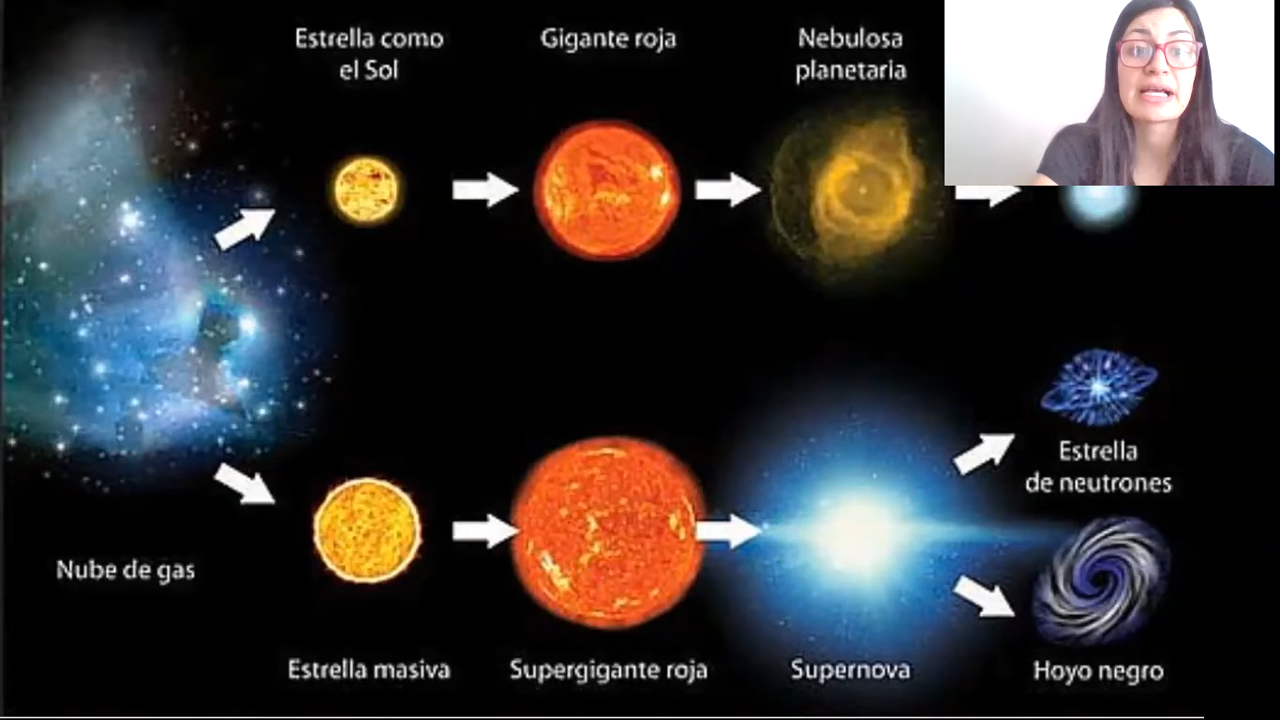 Estrella como
el Sol
Gigante roja
Nebulosa
planetaria
Estrella
de neutrones
Nube de gas
Estrella masiva
Supergigante roja
Supernova
Hoyo negro